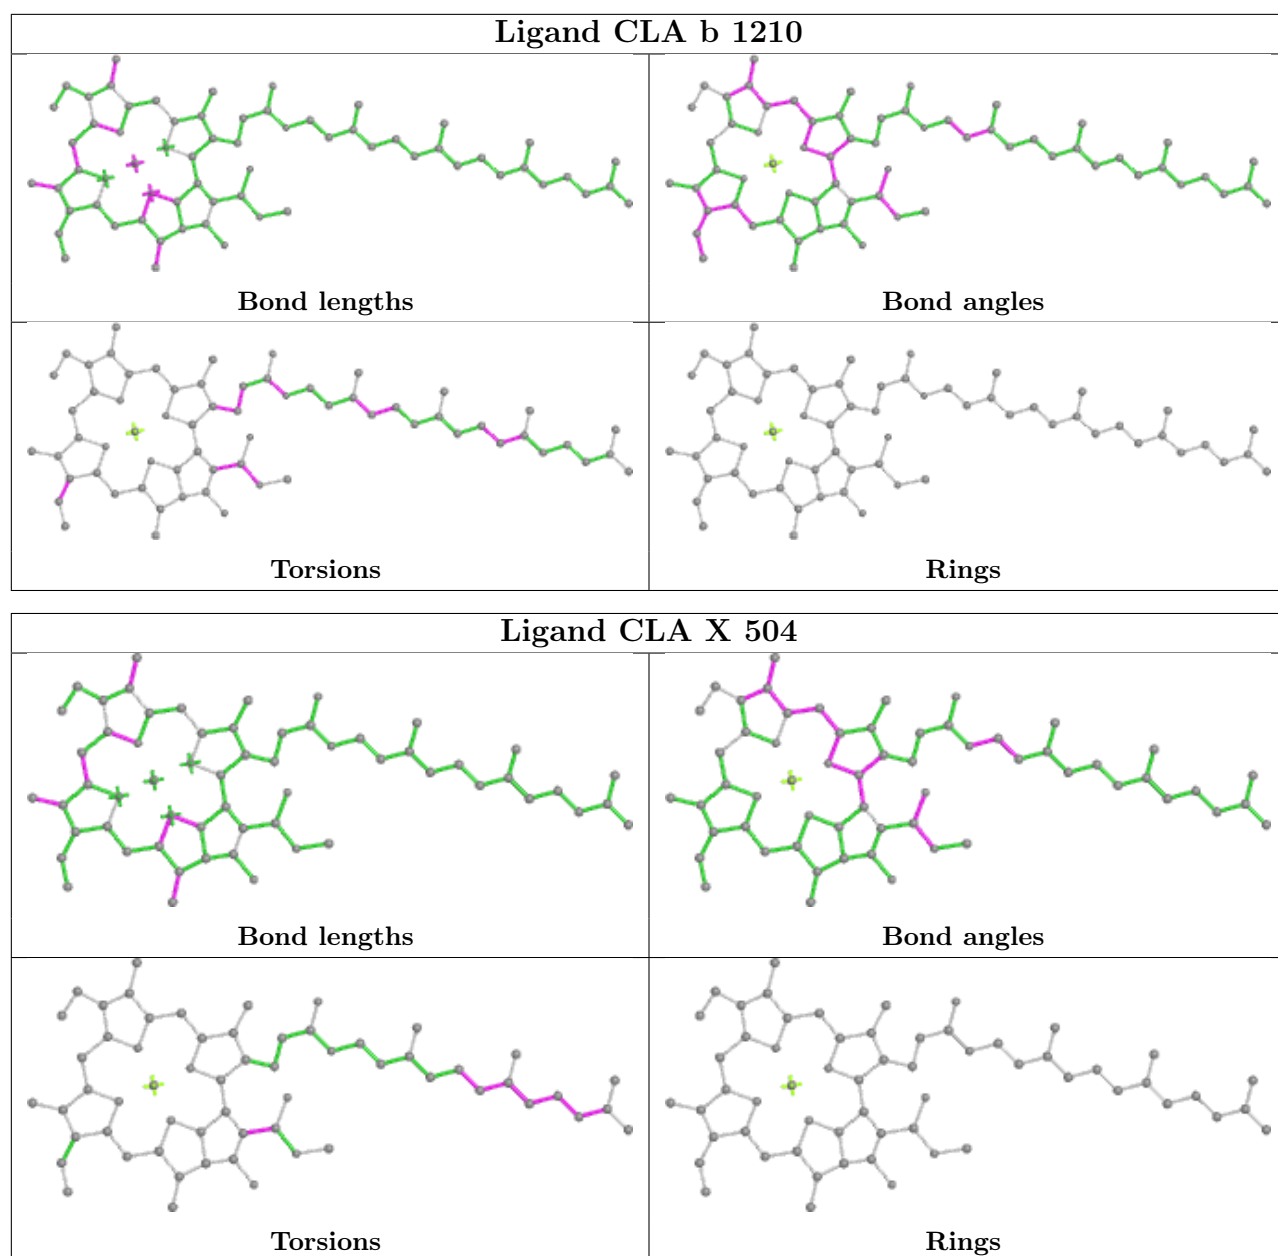 Ligand CLA b 1210
Bond lengths
Bond angles
Torsions
Rings
Ligand CLA X 504
Bond lengths
Bond angles
Torsions
Rings